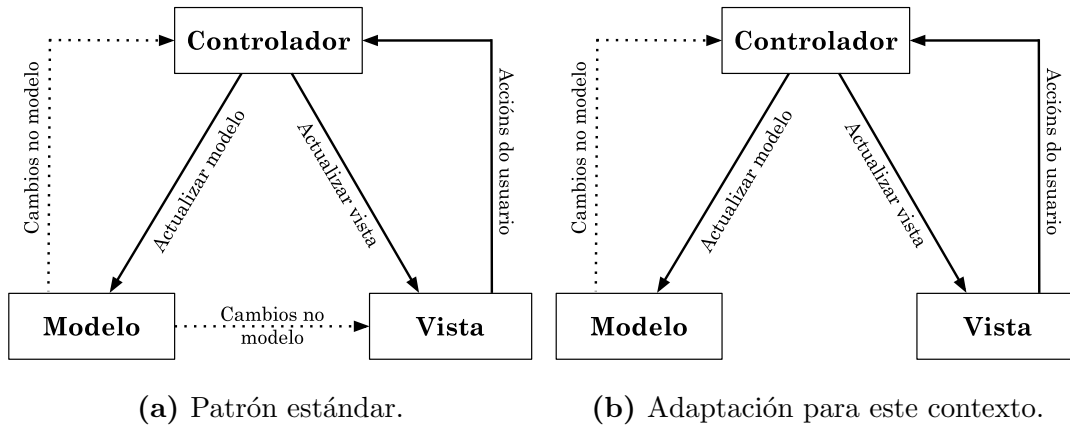 Controlador
Cambios no modelo
Actualizar modelo
Actualizar vista
Accións do usuario
Modelo
Cambios no
modelo
Vista
(a) Patrón estándar.
Controlador
Cambios no modelo
Actualizar modelo
Actualizar vista
Accións do usuario
Modelo
Vista
(b) Adaptación para este contexto.